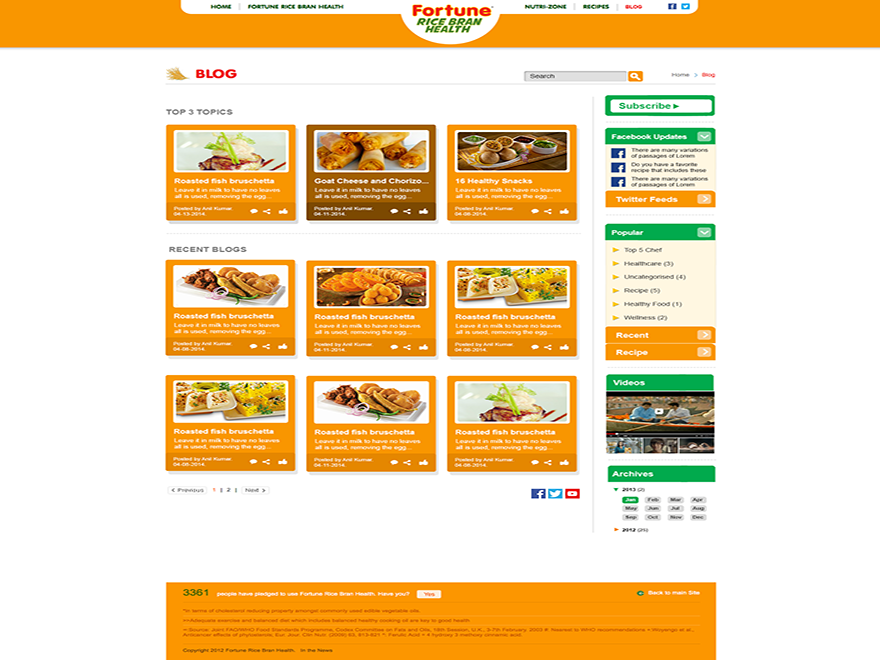 HOME | FORTUNE RICE BRAN HEALTH
Fortune
RICE BRAN
HEALTH
NUTRI-ZONE | RECIPES | BLOG
BLOG
Search
Home > Blog
TOP 3 TOPICS
Roasted fish bruschetta
Leave it in milk to have no leaves
all is used, removing the egg...
Posted by Anil Kumar.
04-13-2014.
Goat Cheese and Chorizo...
Leave it in milk to have no leaves
all is used, removing the egg...
Posted by Anil Kumar.
04-11-2014.
16 Healthy Snacks
Leave it in milk to have no leaves
all is used, removing the egg...
Posted by Anil Kumar.
04-08-2014.
RECENT BLOGS
Roasted fish bruschetta
Leave it in milk to have no leaves
all is used, removing the egg...
Posted by Anil Kumar.
04-08-2014.
Roasted fish bruschetta
Leave it in milk to have no leaves
all is used, removing the egg...
Posted by Anil Kumar.
04-11-2014.
Roasted fish bruschetta
Leave it in milk to have no leaves
all is used, removing the egg...
Posted by Anil Kumar.
04-08-2014.
Roasted fish bruschetta
Leave it in milk to have no leaves
all is used, removing the egg...
Posted by Anil Kumar.
04-08-2014.
Roasted fish bruschetta
Leave it in milk to have no leaves
all is used, removing the egg...
Posted by Anil Kumar.
04-11-2014.
Roasted fish bruschetta
Leave it in milk to have no leaves
all is used, removing the egg...
Posted by Anil Kumar.
04-08-2014.
< Previous 1 | 2 | Next >
Subscribe
Facebook Updates
There are many variations
of passages of Lorem
Do you have a favorite
recipe that includes these
There are many variations
of passages of Lorem
Twitter Feeds
Popular
Top 5 Chef
Healthcare (3)
Uncategorised (4)
Recipe (5)
Healthy Food (1)
Wellness (2)
Recent
Recipe
Videos
Archives
2013 (2)
Jan Feb Mar Apr
May Jun Jul Aug
Sep Oct Nov Dec
2012 (25)
3361 people have pledged to use Fortune Rice Bran Health. Have you? Yes
Back to main Site
*In terms of cholesterol reducing property amongst commonly used edible vegetable oils.
Adequate exercise and balanced diet which includes balanced healthy cooking oil are key to good health
Copyright 2012 Fortune Rice Bran Health. In the News